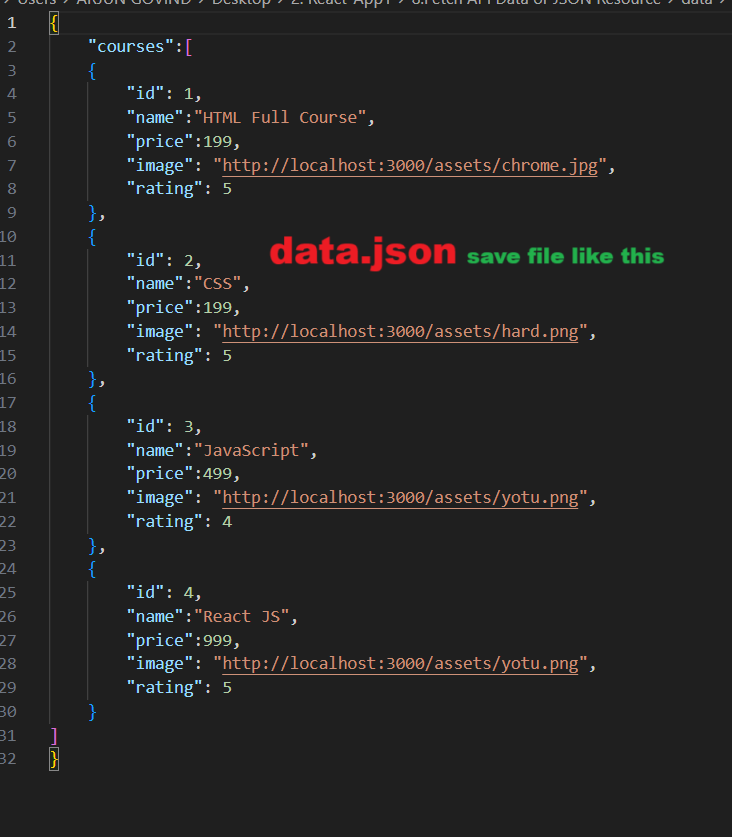 Users > ARJUN GOVIND > Desktop > 2. React-App1 > 8.Fetch API Data of JSON Resource > data >
1 {
2 "courses":[
3 {
4 "id": 1,
5 "name":"HTML Full Course",
6 "price":199,
7 "image": "http://localhost:3000/assets/chrome.jpg",
8 "rating": 5
9 },
10 {
11 "id": 2,
12 "name":"CSS",
13 "price":199,
14 "image": "http://localhost:3000/assets/hard.png",
15 "rating": 5
16 },
17 {
18 "id": 3,
19 "name":"JavaScript",
20 "price":499,
21 "image": "http://localhost:3000/assets/yotu.png",
22 "rating": 4
23 },
24 {
25 "id": 4,
26 "name":"React JS",
27 "price":999,
28 "image": "http://localhost:3000/assets/yotu.png",
29 "rating": 5
30 }
31 ]
32 }
data.json save file like this